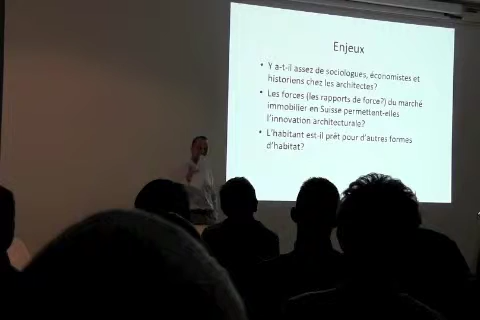 Enjeux
• Y a-t-il assez de sociologues, économistes et
historiens chez les architectes?
• Les forces (les rapports de force?) du marché
immobilier en Suisse permettent-elles
l'innovation architecturale?
• L'habitant est-il prêt pour d'autres formes
d'habitat?